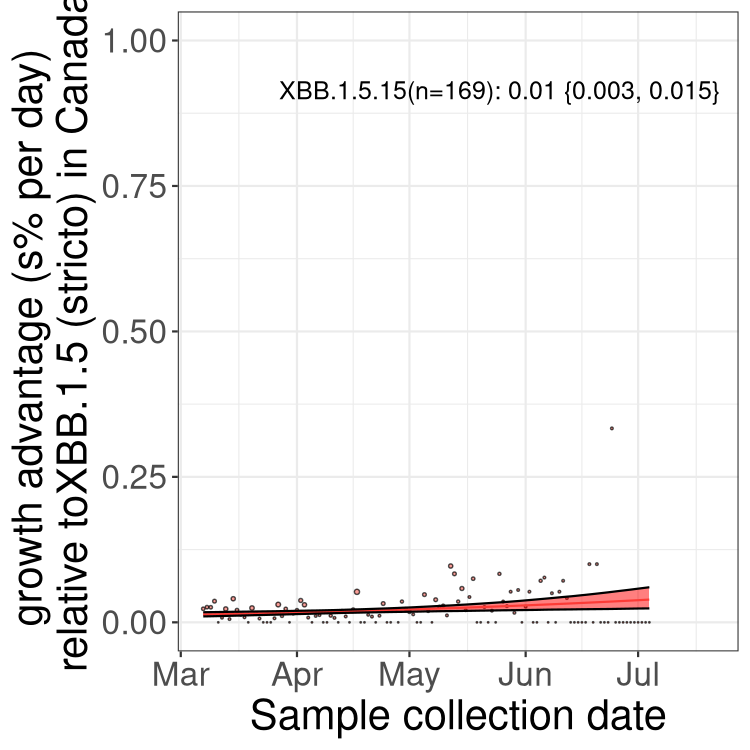 growth advantage (s% per day)
relative toXBB.1.5 (stricto) in Canada
1.00
0.75
0.50
0.25
0.00
XBB.1.5.15(n=169): 0.01 {0.003, 0.015}
Mar Apr May Jun Jul
Sample collection date